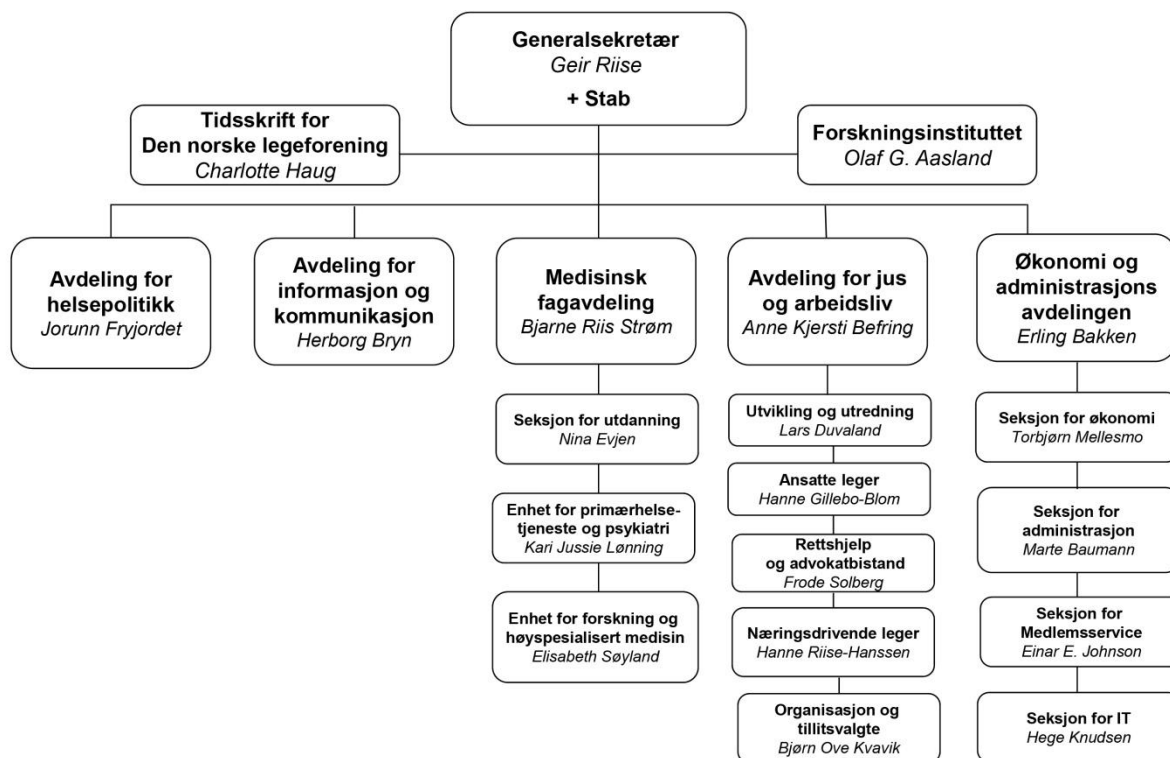 Generalsekretær
Geir Riise
+ Stab
Tidsskrift for
Den norske legeforening
Charlotte Haug
Forskningsinstituttet
Olaf G. Aasland
Avdeling for
helsepolitikk
Jorunn Fryjordet
Avdeling for
informasjon og
kommunikasjon
Herborg Bryn
Medisinsk
fagavdeling
Bjarne Riis Strøm
Avdeling for jus
og arbeidsliv
Anne Kjersti Befring
Økonomi og
administrasjons
avdelingen
Erling Bakken
Seksjon for utdanning
Nina Evjen
Enhet for primærhelse-
tjeneste og psykiatri
Kari Jussie Lønning
Enhet for forskning og
høyspesialisert medisin
Elisabeth Søyland
Utvikling og utredning
Lars Duvaland
Ansatte leger
Hanne Gillebo-Blom
Rettshjelp
og advokatbistand
Frode Solberg
Næringsdrivende leger
Hanne Riise-Hanssen
Organisasjon og
tillitsvalgte
Bjørn Ove Kvavik
Seksjon for økonomi
Torbjørn Mellesmo
Seksjon for
administrasjon
Marte Baumann
Seksjon for
Medlemsservice
Einar E. Johnson
Seksjon for IT
Hege Knudsen